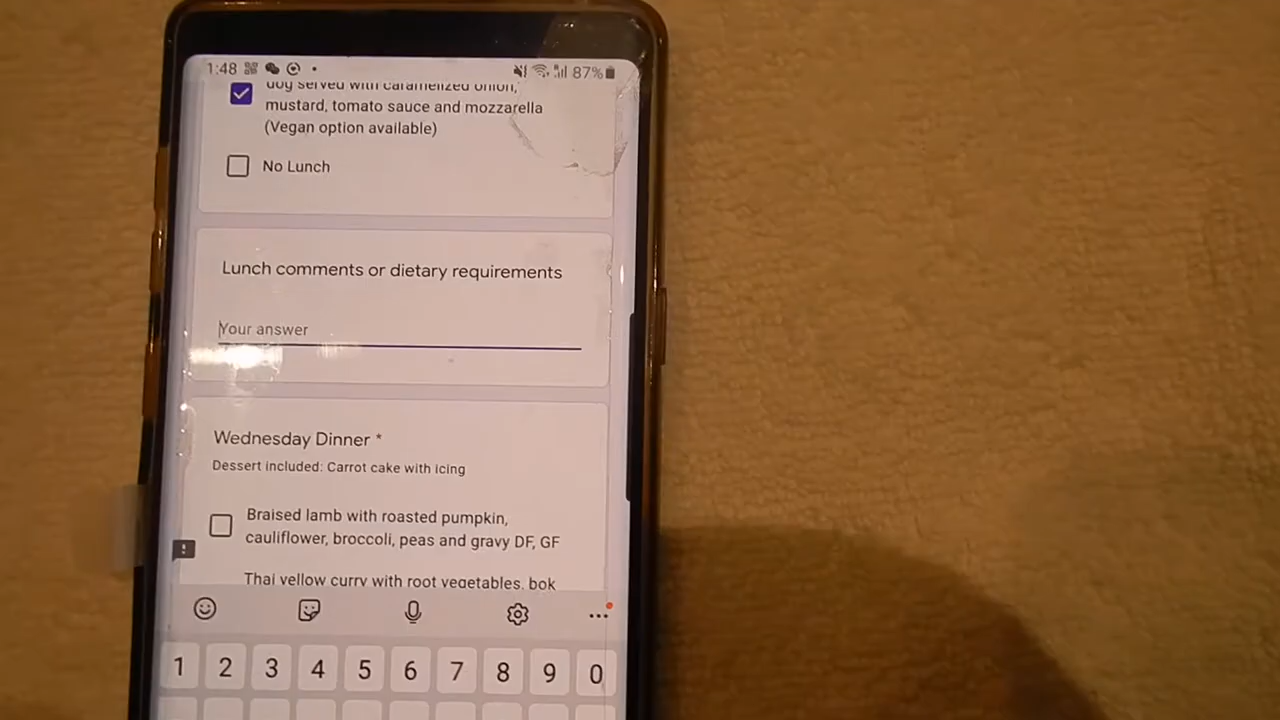 1:48 87%
dog served with caramelized onion,
mustard, tomato sauce and mozzarella
(Vegan option available)
No Lunch
Lunch comments or dietary requirements
Your answer
Wednesday Dinner *
Dessert included: Carrot cake with icing
Braised lamb with roasted pumpkin,
cauliflower, broccoli, peas and gravy DF, GF
Thai yellow curry with root vegetables, bok
1 2 3 4 5 6 7 8 9 0